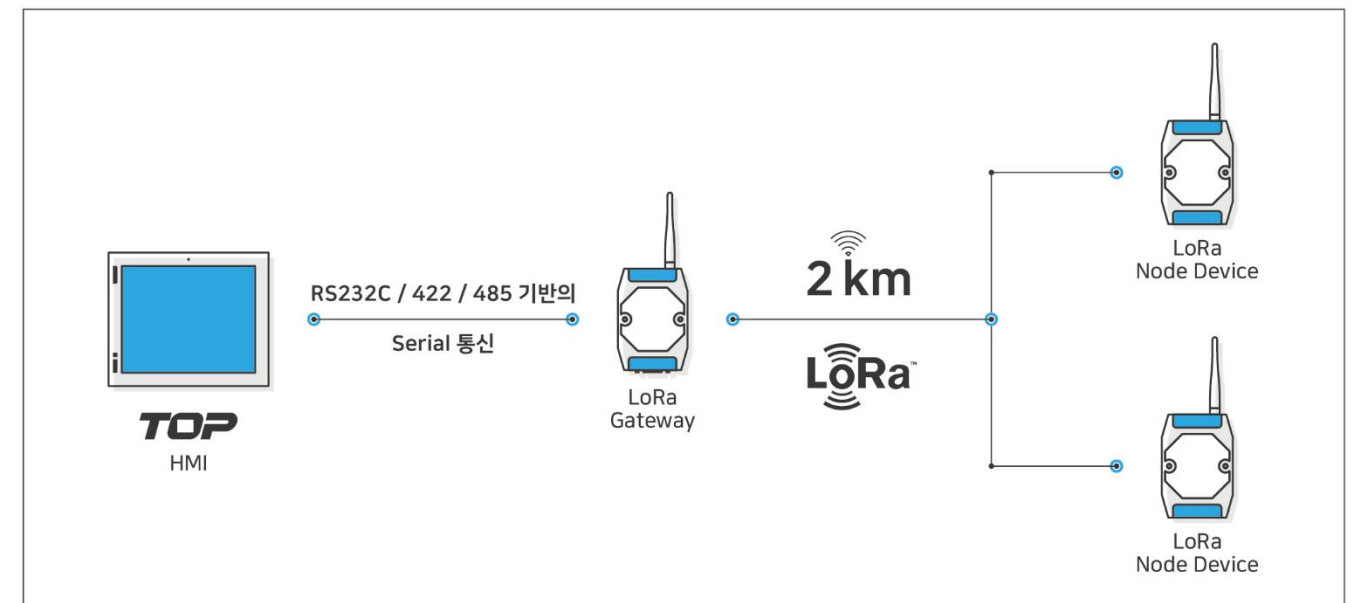 TOP
HMI
RS232C / 422 / 485 기반의
Serial 통신
LoRa
Gateway
2 km
LoRa™
LoRa
Node Device
LoRa
Node Device